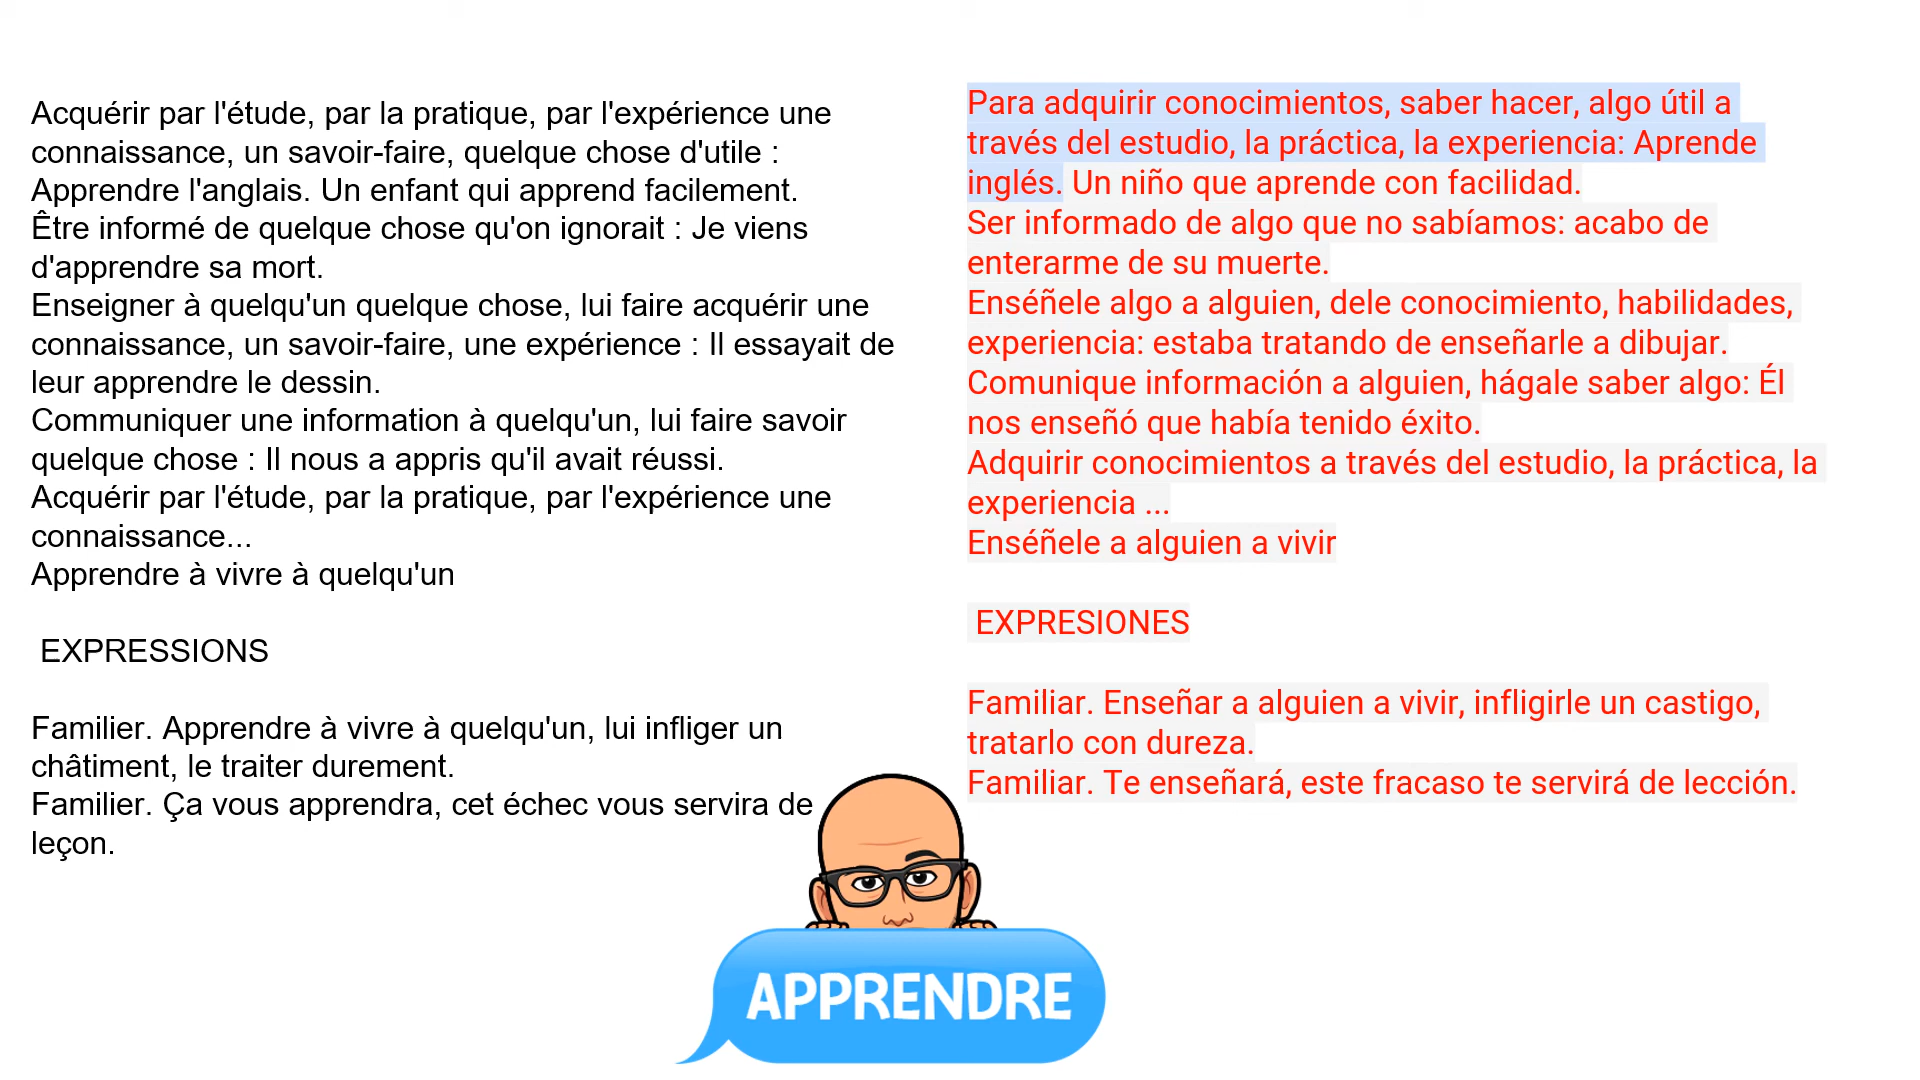 Acquérir par l'étude, par la pratique, par l'expérience une
connaissance, un savoir-faire, quelque chose d'utile :
Apprendre l'anglais. Un enfant qui apprend facilement.
Être informé de quelque chose qu'on ignorait : Je viens
d'apprendre sa mort.
Enseigner à quelqu'un quelque chose, lui faire acquérir une
connaissance, un savoir-faire, une expérience : Il essayait de
leur apprendre le dessin.
Communiquer une information à quelqu'un, lui faire savoir
quelque chose : Il nous a appris qu'il avait réussi.
Acquérir par l'étude, par la pratique, par l'expérience une
connaissance...
Apprendre à vivre à quelqu'un
EXPRESSIONS
Familier. Apprendre à vivre à quelqu'un, lui infliger un
châtiment, le traiter durement.
Familier. Ça vous apprendra, cet échec vous servira de
leçon.
Para adquirir conocimientos, saber hacer, algo útil a
través del estudio, la práctica, la experiencia: Aprende
inglés. Un niño que aprende con facilidad.
Ser informado de algo que no sabíamos: acabo de
enterarme de su muerte.
Enséñele algo a alguien, dele conocimiento, habilidades,
experiencia: estaba tratando de enseñarle a dibujar.
Comunique información a alguien, hágale saber algo: Él
nos enseñó que había tenido éxito.
Adquirir conocimientos a través del estudio, la práctica, la
experiencia ...
Enséñele a alguien a vivir
EXPRESIONES
Familiar. Enseñar a alguien a vivir, infligirle un castigo,
tratarlo con dureza.
Familiar. Te enseñará, este fracaso te servirá de lección.
APPRENDRE